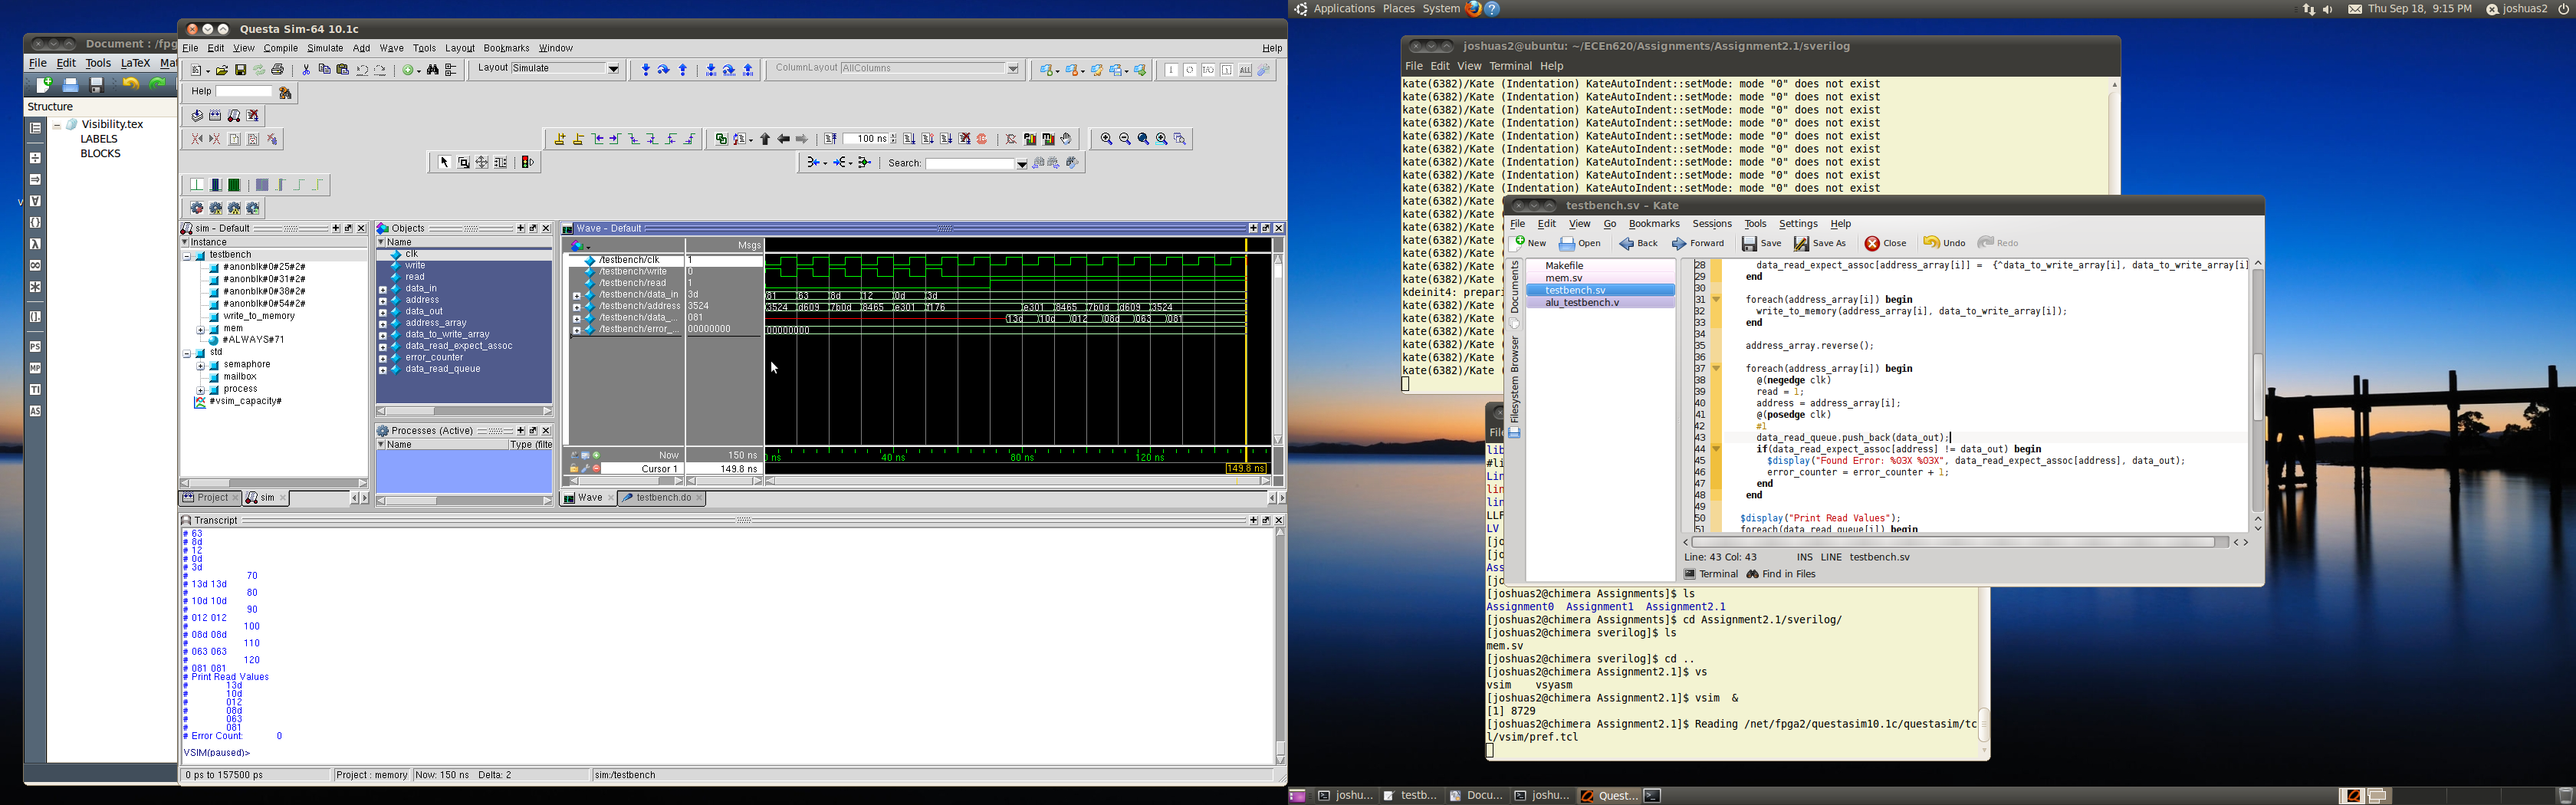 Document : /fpg
File Edit Tools LaTeX Mat
Structure
Visibility.tex
LABELS
BLOCKS
MP
TI
AS
Questa Sim-64 10.1c
File Edit View Compile Simulate Add Wave Tools Layout Bookmarks Window Help
Layout Simulate
ColumnLayout AllColumns
Help
100 ns
Search:
sim - Default
Instance
testbench
#anonblk#0#25#2#
#anonblk#0#31#2#
#anonblk#0#38#2#
#anonblk#0#54#2#
write_to_memory
mem
#ALWAYS#71
std
semaphore
mailbox
process
#vsim_capacity#
Project sim
Objects
Name
clk
write
read
data_in
address
data_out
address_array
data_to_write_array
data_read_expect_assoc
error_counter
data_read_queue
Processes (Active)
Name Type (filte
Wave - Default
Msgs
/testbench/clk 1
/testbench/write 0
/testbench/read 1
/testbench/data_in 3d 81 63 8d 12 0d 3d
/testbench/address 3524 3524 d609 7b0d 8465 e301 f176 e301 8465 7b0d d609 3524
/testbench/data_... 081 13d 10d 012 08d 063 081
/testbench/error_... 00000000 00000000
Now 150 ns
ns 40 ns 80 ns 120 ns
Cursor 1 149.8 ns 149.8 ns
Wave testbench.do
Transcript
# 63
# 8d
# 12
# 0d
# 3d
# 70
# 13d 13d
# 80
# 10d 10d
# 90
# 012 012
# 100
# 08d 08d
# 110
# 063 063
# 120
# 081 081
# Print Read Values
# 13d
# 10d
# 012
# 08d
# 063
# 081
# Error Count: 0
VSIM(paused)>
0 ps to 157500 ps Project : memory Now: 150 ns Delta: 2 sim:/testbench
Applications Places System Thu Sep 18, 9:15 PM joshuas2
joshuas2@ubuntu: ~/ECEn620/Assignments/Assignment2.1/sverilog
File Edit View Terminal Help
kate(6382)/Kate (Indentation) KateAutoIndent::setMode: mode "0" does not exist
kate(6382)/Kate (Indentation) KateAutoIndent::setMode: mode "0" does not exist
kate(6382)/Kate (Indentation) KateAutoIndent::setMode: mode "0" does not exist
kate(6382)/Kate (Indentation) KateAutoIndent::setMode: mode "0" does not exist
kate(6382)/Kate (Indentation) KateAutoIndent::setMode: mode "0" does not exist
kate(6382)/Kate (Indentation) KateAutoIndent::setMode: mode "0" does not exist
kate(6382)/Kate (Indentation) KateAutoIndent::setMode: mode "0" does not exist
kate(6382)/Kate (Indentation) KateAutoIndent::setMode: mode "0" does not exist
kate(6382)/Kate (Indentation) KateAutoIndent::setMode: mode "0" does not exist
kate(6382)/Kate
kate(6382)/Kate
kate(6382)/Kate
kate(6382)/Kate
kate(6382)/Kate
kate(6382)/Kate
kate(6382)/Kate
kdeinit4: prepari
kate(6382)/Kate
kate(6382)/Kate
kate(6382)/Kate
kate(6382)/Kate
kate(6382)/Kate
kate(6382)/Kate
testbench.sv – Kate
File Edit View Go Bookmarks Sessions Tools Settings Help
New Open Back Forward Save Save As Close Undo Redo
Documents
Filesystem Browser
Makefile
mem.sv
testbench.sv
alu_testbench.v
28 data_read_expect_assoc[address_array[i]] = {^data_to_write_array[i], data_to_write_array[i]
29 end
30
31 foreach(address_array[i]) begin
32 write_to_memory(address_array[i], data_to_write_array[i]);
33 end
34
35 address_array.reverse();
36
37 foreach(address_array[i]) begin
38 @(negedge clk)
39 read = 1;
40 address = address_array[i];
41 @(posedge clk)
42 #1
43 data_read_queue.push_back(data_out);
44 if(data_read_expect_assoc[address] != data_out) begin
45 $display("Found Error: %03X %03X", data_read_expect_assoc[address], data_out);
46 error_counter = error_counter + 1;
47 end
48 end
49
50 $display("Print Read Values");
51 foreach(data_read_queue[i]) begin
Line: 43 Col: 43 INS LINE testbench.sv
Terminal Find in Files
Fil
lib
#li
Lin
lin
lin
LLF
LV
[jo
[jo
Ass
[jo
[joshuas2@chimera Assignments]$ ls
Assignment0 Assignment1 Assignment2.1
[joshuas2@chimera Assignments]$ cd Assignment2.1/sverilog/
[joshuas2@chimera sverilog]$ ls
mem.sv
[joshuas2@chimera sverilog]$ cd ..
[joshuas2@chimera Assignment2.1]$ vs
vsim vsyasm
[joshuas2@chimera Assignment2.1]$ vsim &
[1] 8729
[joshuas2@chimera Assignment2.1]$ Reading /net/fpga2/questasim10.1c/questasim/tc
l/vsim/pref.tcl
joshu... testb... Docu... joshu... Quest...